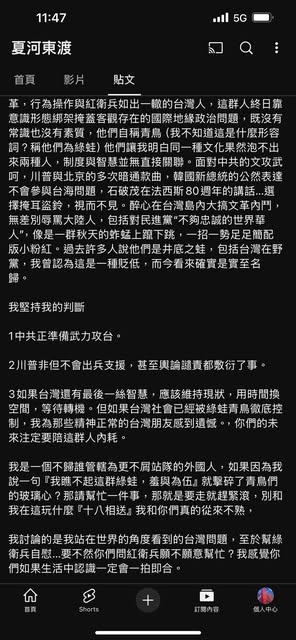 11:47
5G
89
夏河東渡
首頁
影片
貼文
革，行為操作與紅衛兵如出一轍的台灣人，這群人終日靠
意識形態綁架掩蓋客觀存在的國際地緣政治問題，既沒有
常識也沒有素質，他們自稱青鳥（我不知道這是什麼形容
詞？稱他們為綠蛙）他們讓我明白同一種文化果然泡不出
來兩種人，制度與智慧並無直接關聯。面對中共的文攻武
嚇，川普與北京的多次暗通款曲，韓國新總統的公然表達
不會參與台海問題，石破茂在法西斯80週年的講話...選
擇掩耳盜鈴，視而不見。醉心在台灣島內大搞文革內鬥，
無差別辱罵大陸人，包括對民進黨“不夠忠誠的世界華
人”，像是一群秋天的蚱蜢上躥下跳，一招一勢足足簡配
版小粉紅。過去許多人說他們是井底之蛙，包括台灣在野
黨，我曾認為這是一種貶低，而今看來確實是實至名
歸。
我堅持我的判斷
1中共正準備武力攻台。
2川普非但不會出兵支援，甚至輿論譴責都敷衍了事。
3如果台灣還有最後一絲智慧，應該維持現狀，用時間換
空間，等待轉機。但如果台灣社會已經被綠蛙青鳥徹底控
制，我為那些精神正常的台灣朋友感到遺憾。，你們的未
來注定要陪這群人內耗。
我是一個不歸誰管轄為更不屑站隊的外國人，如果因為我
說一句『我瞧不起這群綠蛙，羞與為伍』就擊碎了青鳥們
的玻璃心？那請幫忙一件事，那就是要走就趕緊滾，別和
我在這玩什麼『十八相送』我和你們真的從來不熟，
我討論的是我站在世界的角度看到的台灣問題，至於幫綠
衛兵自慰...要不然你們問紅衛兵願不願意幫忙？我感覺你
們如果生活中認識一定會一拍即合。
首頁
Shorts
訂閱內容
個人中心